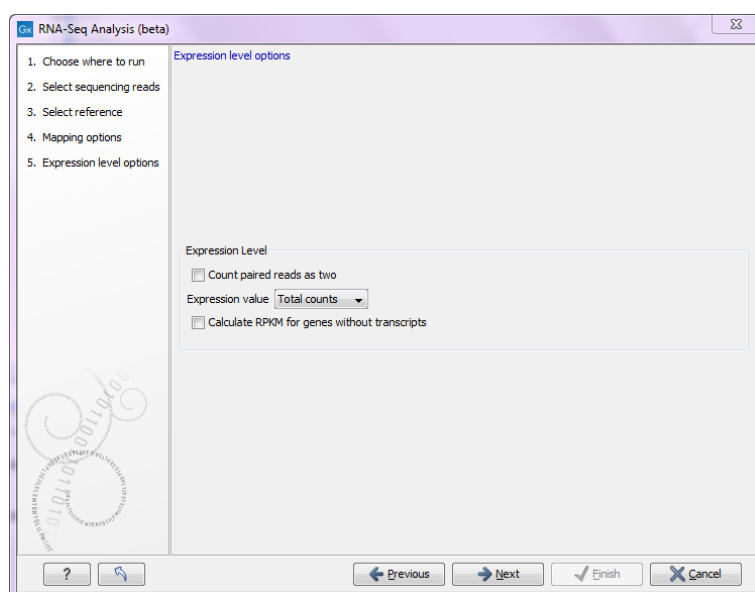 Gx RNA-Seq Analysis (beta)
1. Choose where to run
2. Select sequencing reads
3. Select reference
4. Mapping options
5. Expression level options
Expression level options
Expression Level
Count paired reads as two
Expression value Total counts
Calculate RPKM for genes without transcripts
? Previous Next Finish Cancel